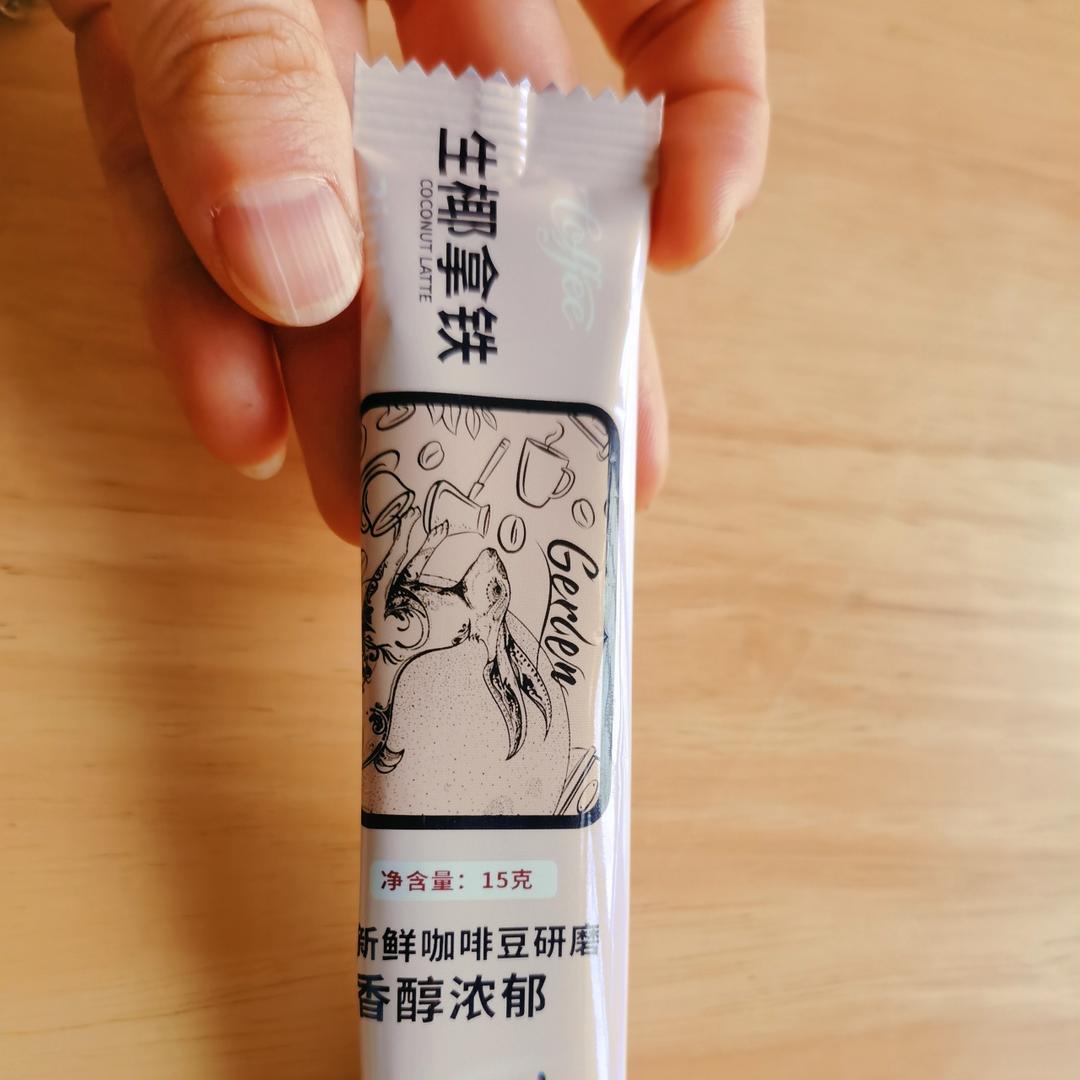 生椰拿铁
COCONUT LATTE
Coffee
Gerlen
净含量：15克
新鲜咖啡豆研磨
香醇浓郁